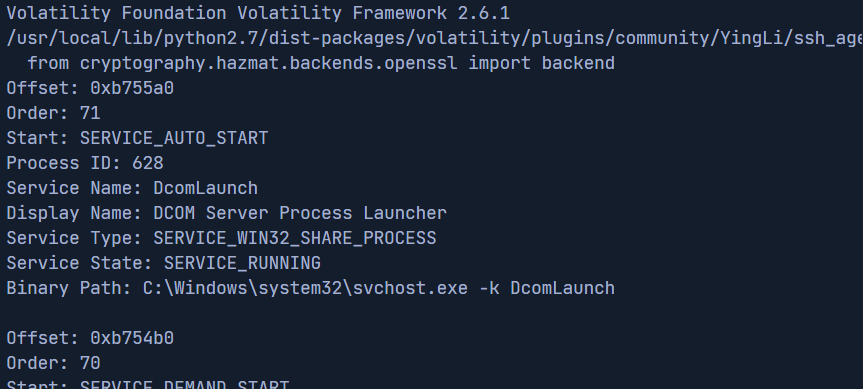 Volatility Foundation Volatility Framework 2.6.1
/usr/local/lib/python2.7/dist-packages/volatility/plugins/community/YingLi/ssh_age
from cryptography.hazmat.backends.openssl import backend
Offset: 0xb755a0
Order: 71
Start: SERVICE_AUTO_START
Process ID: 628
Service Name: DcomLaunch
Display Name: DCOM Server Process Launcher
Service Type: SERVICE_WIN32_SHARE_PROCESS
Service State: SERVICE_RUNNING
Binary Path: C:\Windows\system32\svchost.exe -k DcomLaunch
Offset: 0xb754b0
Order: 70
Start: SERVICE_DEMAND_START